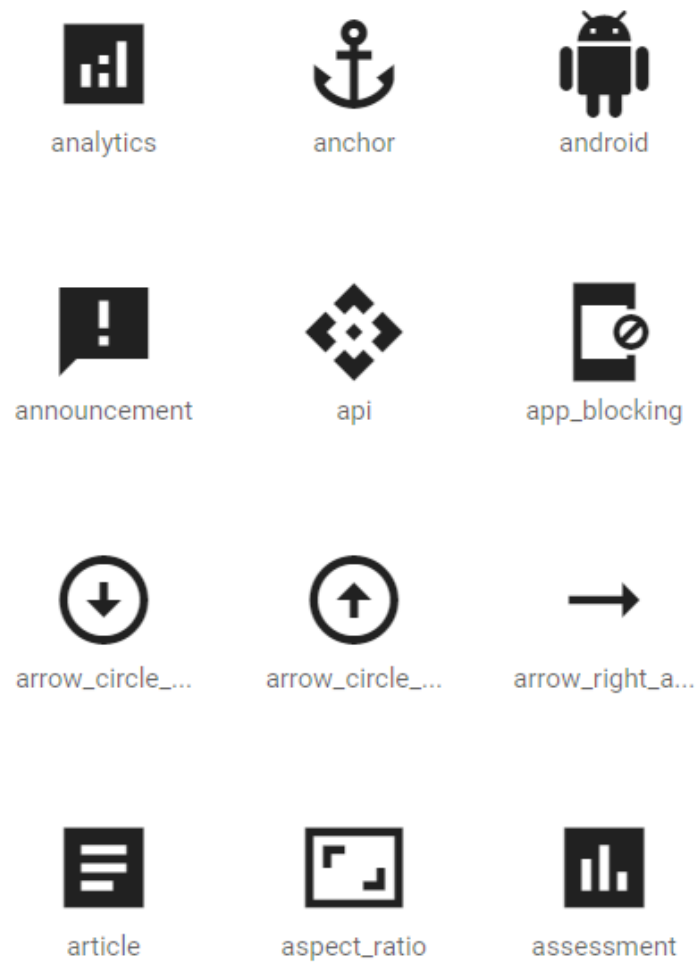 analytics
anchor
android
announcement
api
app_blocking
arrow_circle_...
arrow_circle_...
arrow_right_a...
article
aspect_ratio
assessment